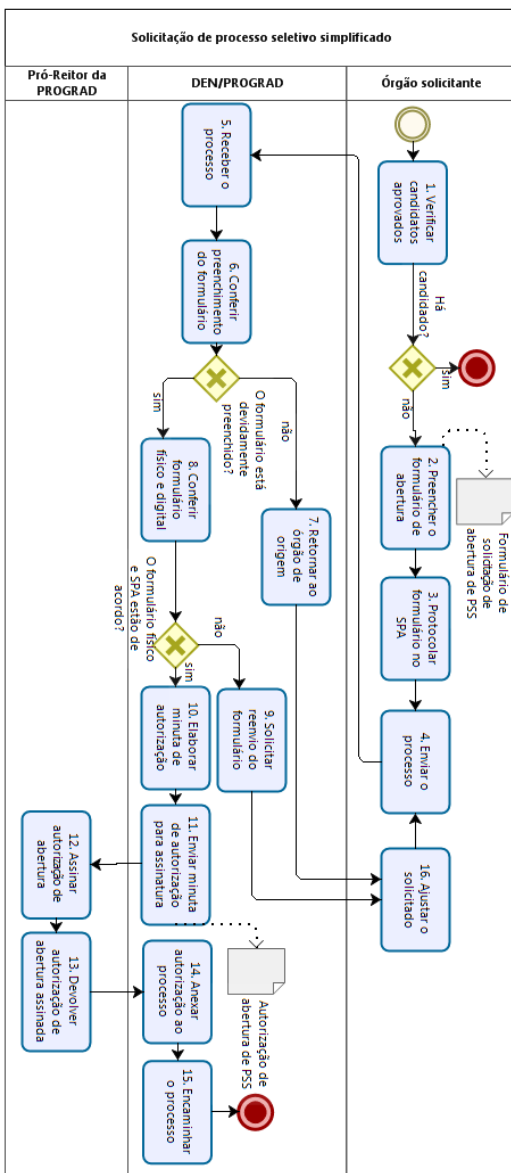 Solicitação de processo seletivo simplificado
Pró-Reitor da
PROGRAD
DEN/PROGRAD
Órgão solicitante
1. Verificar
candidatos
aprovados
Há
candidado?
sim
não
2. Preencher o
formulário de
abertura
Formulário de
solicitação de
abertura de PSS
3. Protocolar
formulário no
SPA
4. Enviar o
processo
5. Receber o
processo
6. Conferir
preenchimento
do formulário
O formulário está
devidamente
preenchido?
não
sim
7. Retornar ao
órgão de
origem
8. Conferir
formulário
físico e digital
O formulário físico
e SPA estão de
acordo?
não
sim
9. Solicitar
reenvio do
formulário
10. Elaborar
minuta de
autorização
11. Enviar minuta
de autorização
para assinatura
Autorização de
abertura de PSS
12. Assinar
autorização de
abertura
13. Devolver
autorização de
abertura assinada
14. Anexar
autorização ao
processo
15. Encaminhar
o processo
16. Ajustar o
solicitado